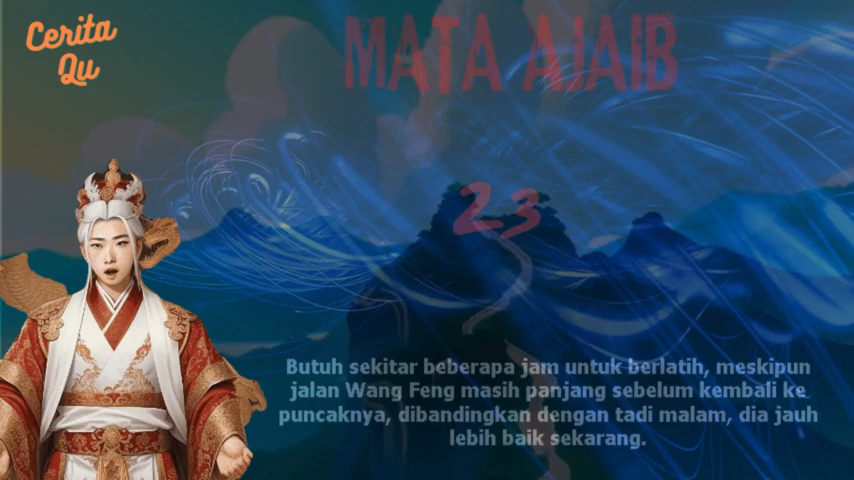 Cerita
Qu
MATA AJAIB
23
Butuh sekitar beberapa jam untuk berlatih, meskipun
jalan Wang Feng masih panjang sebelum kembali ke
puncaknya, dibandingkan dengan tadi malam, dia jauh
lebih baik sekarang.